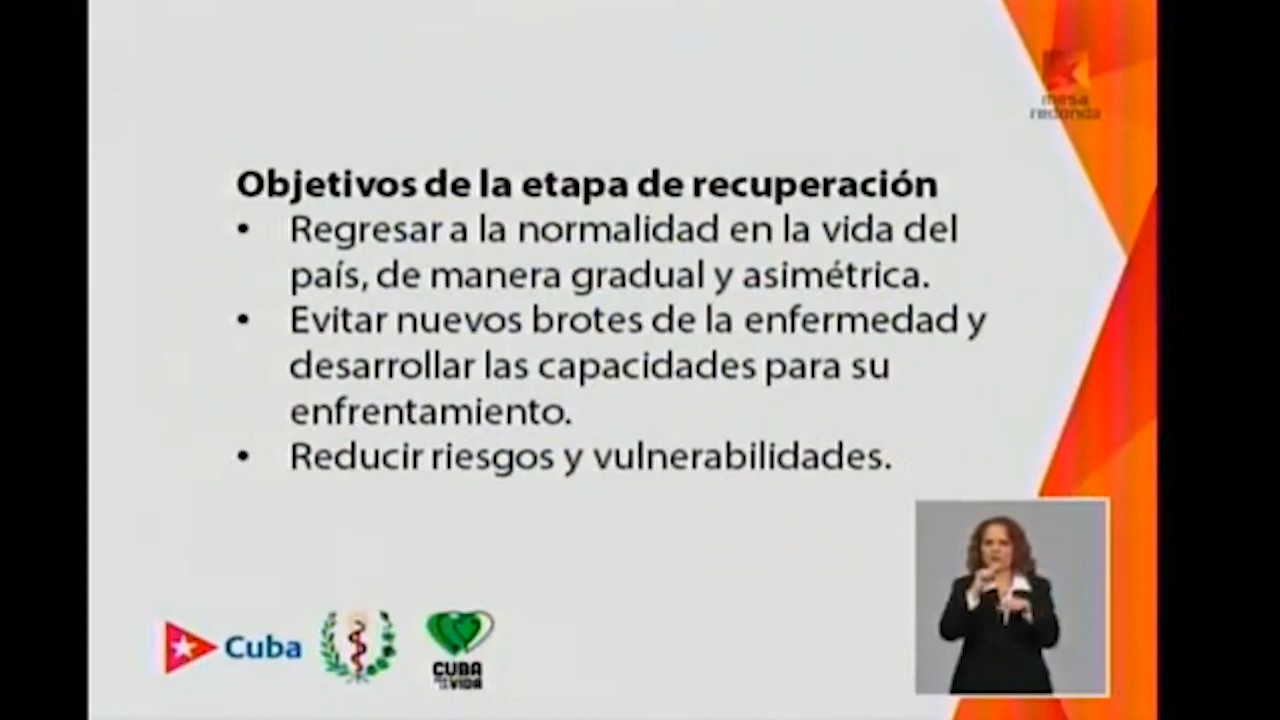 mesa
redonda
Objetivos de la etapa de recuperación
• Regresar a la normalidad en la vida del
país, de manera gradual y asimétrica.
• Evitar nuevos brotes de la enfermedad y
desarrollar las capacidades para su
enfrentamiento.
• Reducir riesgos y vulnerabilidades.
Cuba
CUBA
VIDA